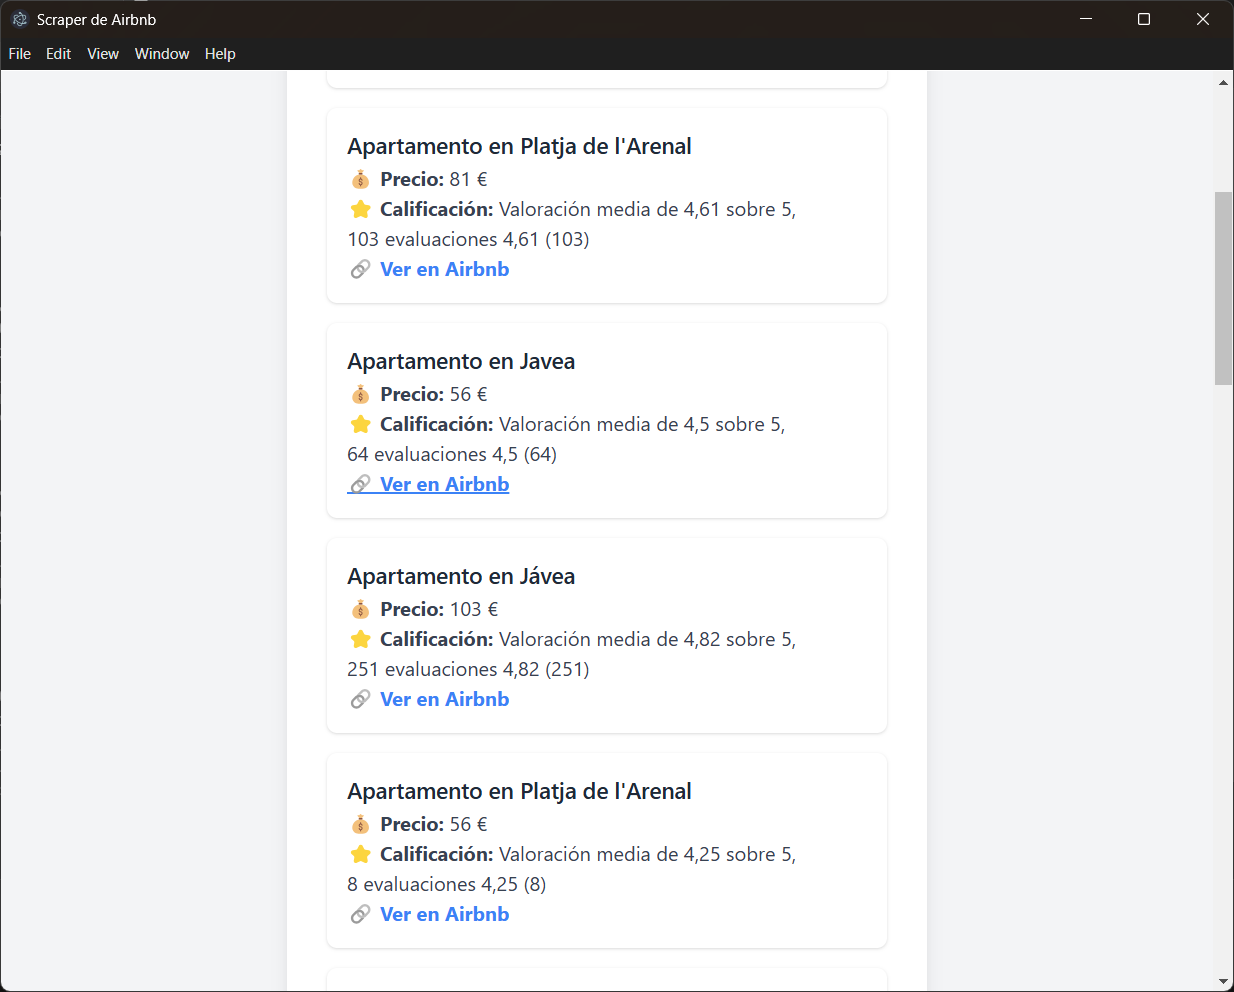 Scraper de Airbnb
File Edit View Window Help
Apartamento en Platja de l'Arenal
Precio: 81 €
Calificación: Valoración media de 4,61 sobre 5,
103 evaluaciones 4,61 (103)
Ver en Airbnb
Apartamento en Javea
Precio: 56 €
Calificación: Valoración media de 4,5 sobre 5,
64 evaluaciones 4,5 (64)
Ver en Airbnb
Apartamento en Jávea
Precio: 103 €
Calificación: Valoración media de 4,82 sobre 5,
251 evaluaciones 4,82 (251)
Ver en Airbnb
Apartamento en Platja de l'Arenal
Precio: 56 €
Calificación: Valoración media de 4,25 sobre 5,
8 evaluaciones 4,25 (8)
Ver en Airbnb